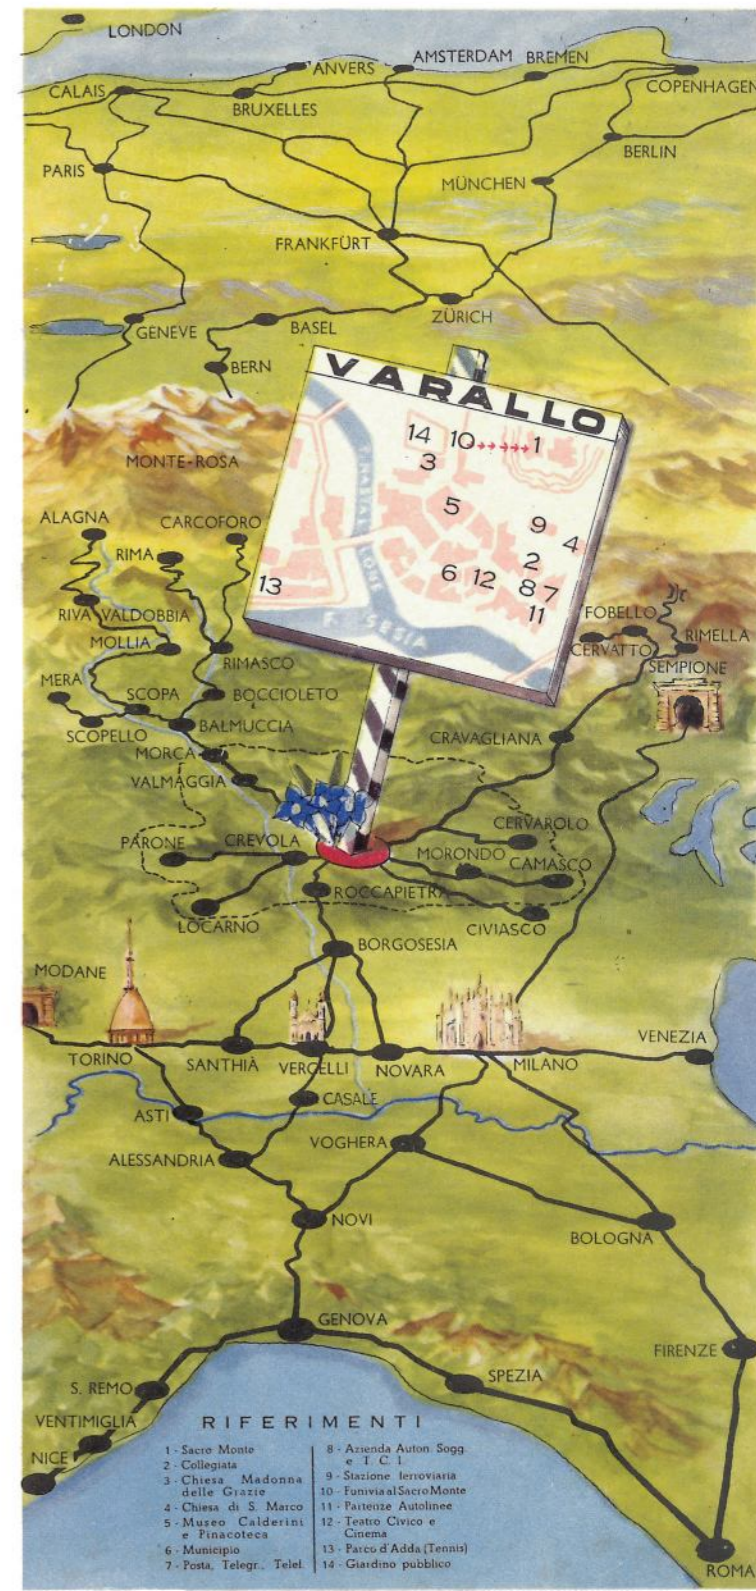 LONDON
ANVERS
AMSTERDAM
BREMEN
COPENHAGEN
CALAIS
BRUXELLES
BERLIN
PARIS
MÜNCHEN
FRANKFÜRT
GENEVE
BASEL
ZÜRICH
BERN
VARALLO
14 10 1
3
5
9
4
2
6 12
8 7
11
13
F. SESIA
MONTE-ROSA
ALAGNA
CARCOFORO
RIMA
RIVA VALDOBBIA
MOLLIA
RIMASCO
FOBELLO
CERVATTO
RIMELLA
SEMPIONE
MERA
SCOPA
BOCCIOLETO
SCOPELLO
BALMUCCIA
MORCA
CRAVAGLIANA
VALMAGGIA
PARONE
CREVOLA
CERVAROLO
MORONDO
CAMASCO
ROCCAPIETRA
LOCARNO
CIVIASCO
BORGOSESIA
MODANE
TORINO
SANTHIÀ
VERCELLI
NOVARA
MILANO
VENEZIA
ASTI
CASALE
VOGHERA
ALESSANDRIA
NOVI
BOLOGNA
GENOVA
FIRENZE
SPEZIA
S. REMO
VENTIMIGLIA
NICE
ROMA
RIFERIMENTI
1 - Sacro Monte
2 - Collegiata
3 - Chiesa Madonna
delle Grazie
4 - Chiesa di S. Marco
5 - Museo Calderini
e Pinacoteca
6 - Municipio
7 - Posta, Telegr., Telef.
8 - Azienda Auton. Sogg.
e T. C. I.
9 - Stazione ferroviaria
10 - Funivia al Sacro Monte
11 - Partenze Autolinee
12 - Teatro Civico e
Cinema
13 - Parco d'Adda (Tennis)
14 - Giardino pubblico